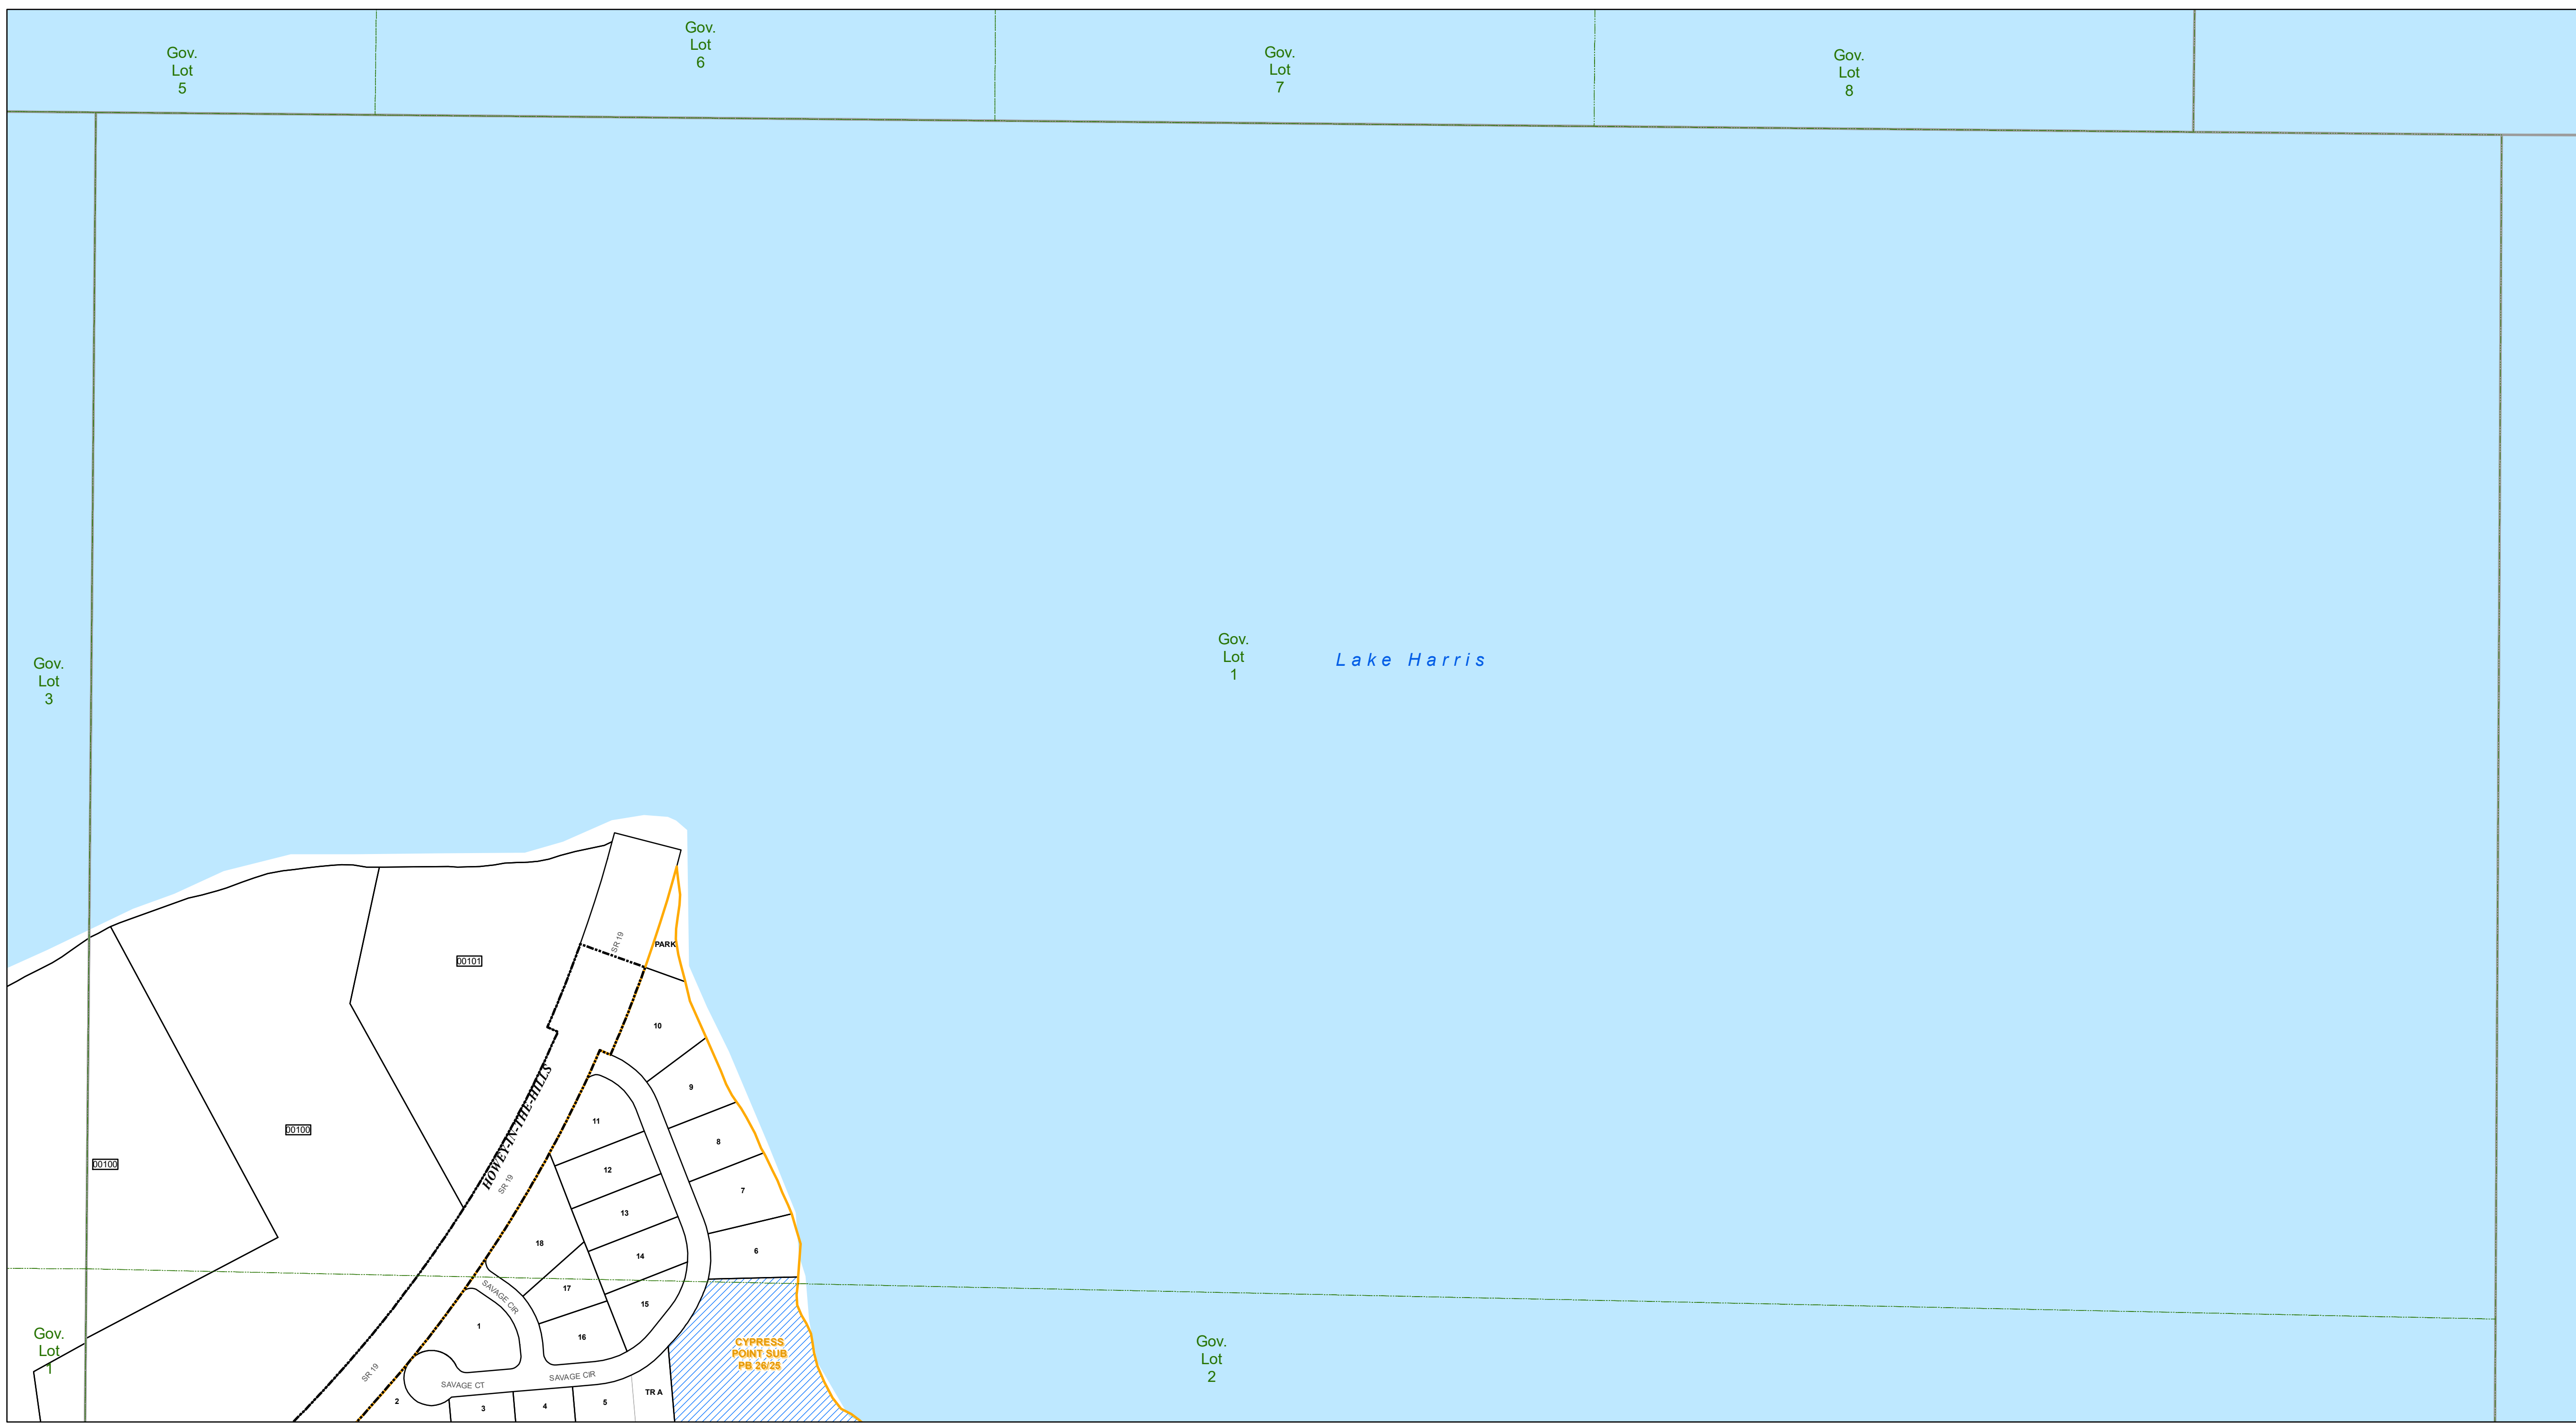 Gov.
Lot
5
Gov.
Lot
6
Gov.
Lot
7
Gov.
Lot
8
Gov.
Lot
3
Gov.
Lot
1
Lake Harris
SR 19
PARK
00101
10
9
HOWEY-IN-THE-HILLS
11
00100
8
00100
12
SR 19
7
13
18
14
6
17
SAVAGE CIR
15
1
16
Gov.
Lot
1
CYPRESS
POINT SUB
PB 26/25
Gov.
Lot
2
SR 19
SAVAGE CT
SAVAGE CIR
TR A
2
3
4
5